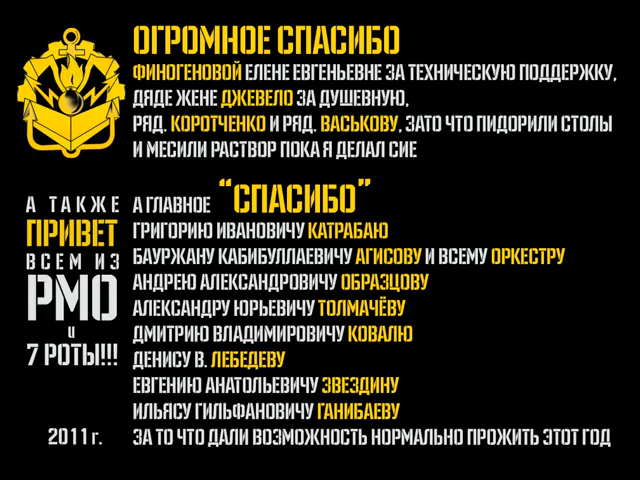 ОГРОМНОЕ СПАСИБО
ФИНОГЕНОВОЙ ЕЛЕНЕ ЕВГЕНЬЕВНЕ ЗА ТЕХНИЧЕСКУЮ ПОДДЕРЖКУ,
ДЯДЕ ЖЕНЕ ДЖЕВЕЛО ЗА ДУШЕВНУЮ,
РЯД. КОРОТЧЕНКО И РЯД. ВАСЬКОВУ, ЗАТО ЧТО ПИДОРИЛИ СТОЛЫ
И МЕСИЛИ РАСТВОР ПОКА Я ДЕЛАЛ СИЕ
А ТАКЖЕ
ПРИВЕТ
ВСЕМ ИЗ
РМО
и
7 РОТЫ!!!
2011 г.
А ГЛАВНОЕ “СПАСИБО”
ГРИГОРИЮ ИВАНОВИЧУ КАТРАБАЮ
БАУРЖАНУ КАБИБУЛЛАЕВИЧУ АГИСОВУ И ВСЕМУ ОРКЕСТРУ
АНДРЕЮ АЛЕКСАНДРОВИЧУ ОБРАЗЦОВУ
АЛЕКСАНДРУ ЮРЬЕВИЧУ ТОЛМАЧЁВУ
ДМИТРИЮ ВЛАДИМИРОВИЧУ КОВАЛЮ
ДЕНИСУ В. ЛЕБЕДЕВУ
ЕВГЕНИЮ АНАТОЛЬЕВИЧУ ЗВЕЗДИНУ
ИЛЬЯСУ ГИЛЬФАНОВИЧУ ГАНИБАЕВУ
ЗА ТО ЧТО ДАЛИ ВОЗМОЖНОСТЬ НОРМАЛЬНО ПРОЖИТЬ ЭТОТ ГОД